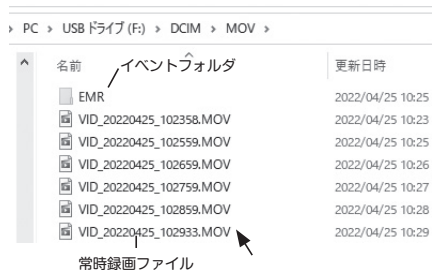 PC › USB ドライブ (F:) › DCIM › MOV ›
名前 更新日時
イベントフォルダ
EMR 2022/04/25 10:25
VID_20220425_102358.MOV 2022/04/25 10:23
VID_20220425_102559.MOV 2022/04/25 10:25
VID_20220425_102659.MOV 2022/04/25 10:26
VID_20220425_102759.MOV 2022/04/25 10:27
VID_20220425_102859.MOV 2022/04/25 10:28
VID_20220425_102933.MOV 2022/04/25 10:29
常時録画ファイル